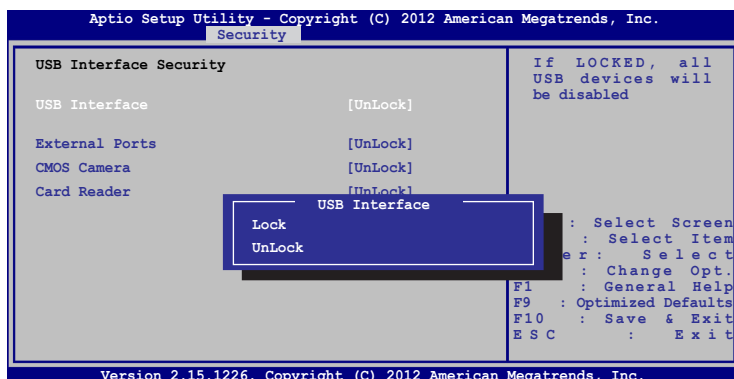 Aptio Setup Utility - Copyright (C) 2012 American Megatrends, Inc.
Security
USB Interface Security
USB Interface [UnLock]
External Ports [UnLock]
CMOS Camera [UnLock]
Card Reader [UnLock]
USB Interface
Lock
UnLock
If LOCKED, all
USB devices will
be disabled
: Select Screen
: Select Item
er: Select
: Change Opt.
F1 : General Help
F9 : Optimized Defaults
F10 : Save & Exit
ESC : Exit
Version 2.15.1226. Copyright (C) 2012 American Megatrends, Inc.